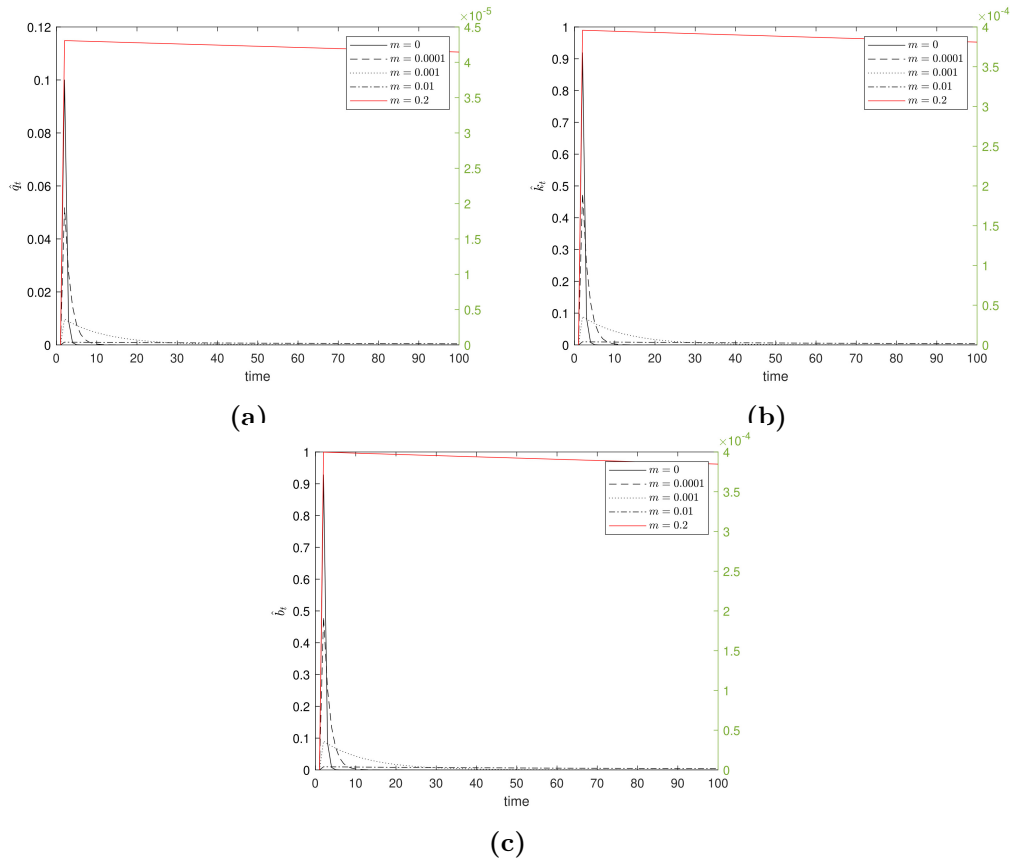 ×10⁻⁵
×10⁻⁴
0.12
0.1
0.08
0.06
0.04
0.02
0
4.5
4
3.5
3
2.5
2
1.5
1
0.5
0
q̂ₜ
m = 0
m = 0.0001
m = 0.001
m = 0.01
m = 0.2
0 10 20 30 40 50 60 70 80 90 100
time
(a)
1
0.9
0.8
0.7
0.6
0.5
0.4
0.3
0.2
0.1
0
4
3.5
3
2.5
2
1.5
1
0.5
0
k̂ₜ
m = 0
m = 0.0001
m = 0.001
m = 0.01
m = 0.2
0 10 20 30 40 50 60 70 80 90 100
time
(b)
×10⁻⁴
1
0.9
0.8
0.7
0.6
0.5
0.4
0.3
0.2
0.1
0
4
3.5
3
2.5
2
1.5
1
0.5
0
b̂ₜ
m = 0
m = 0.0001
m = 0.001
m = 0.01
m = 0.2
0 10 20 30 40 50 60 70 80 90 100
time
(c)